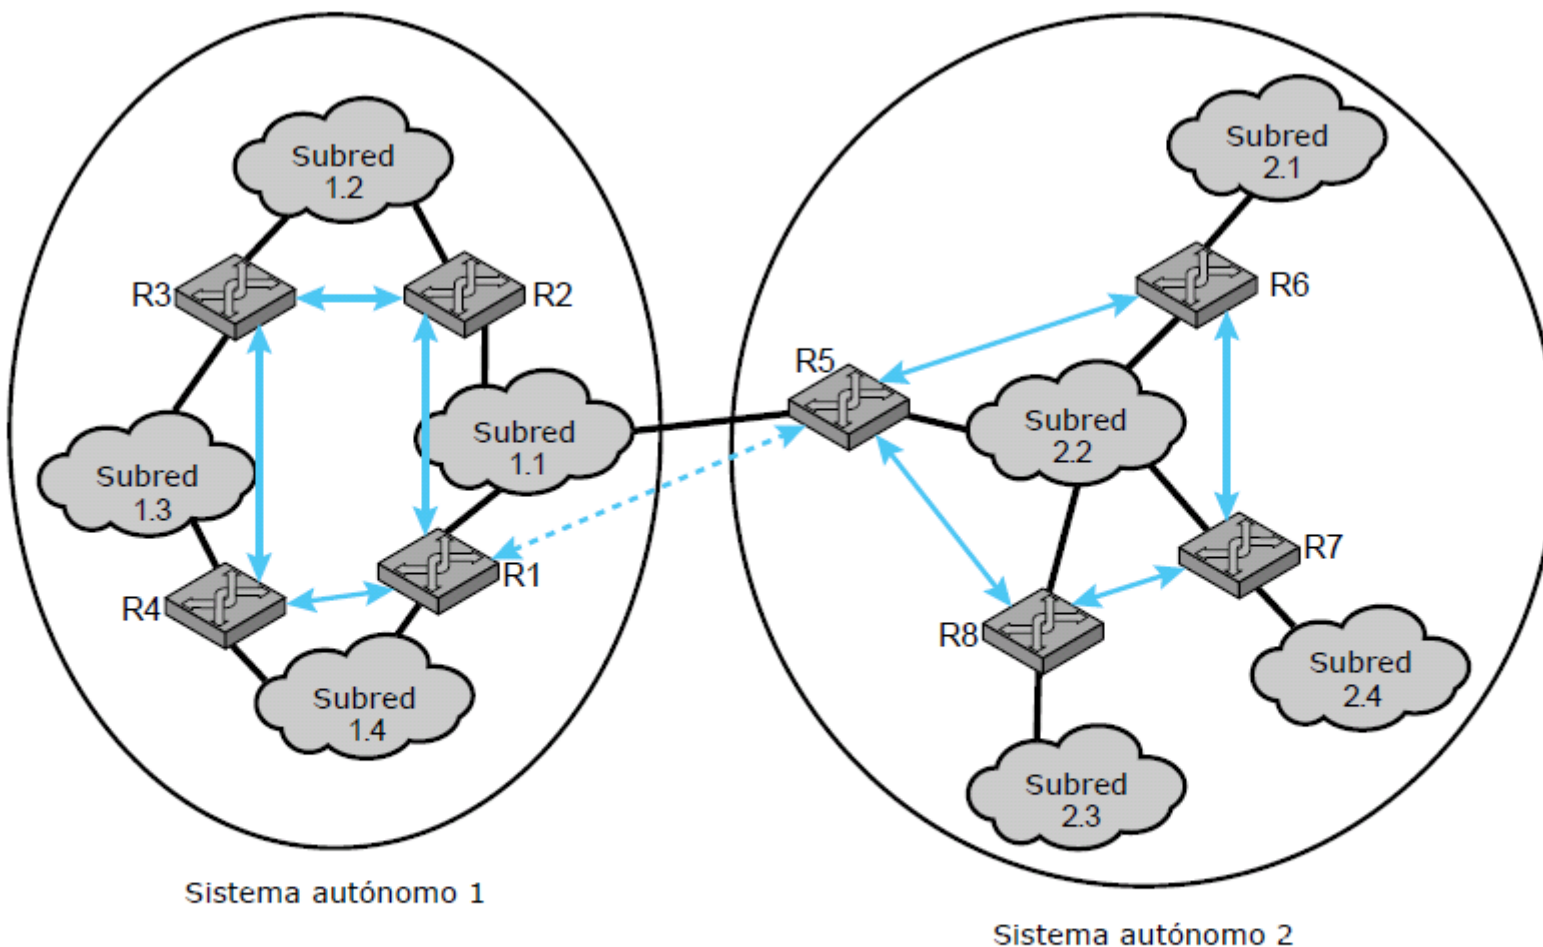 Subred
1.2
R3
R2
Subred
1.1
Subred
1.3
R4
R1
Subred
1.4
Sistema autónomo 1
Subred
2.1
R6
R5
Subred
2.2
R7
R8
Subred
2.4
Subred
2.3
Sistema autónomo 2